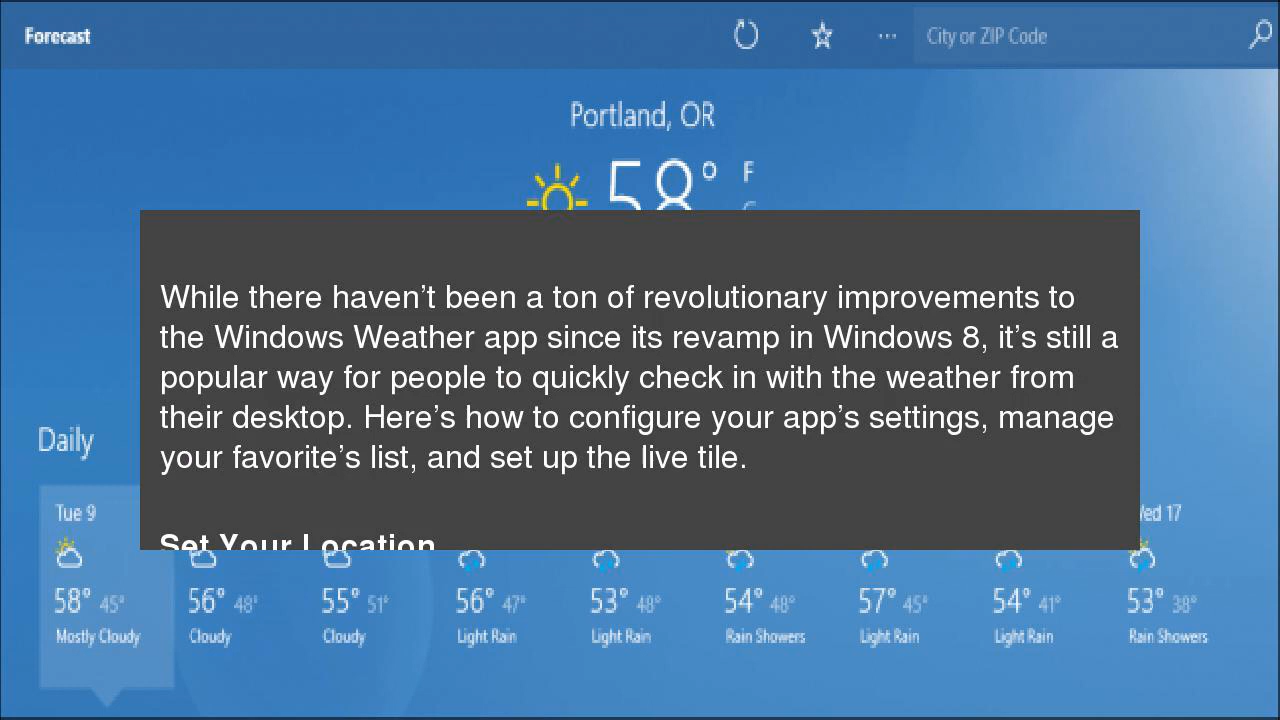 Forecast
City or ZIP Code
Portland, OR
58° F
While there haven’t been a ton of revolutionary improvements to
the Windows Weather app since its revamp in Windows 8, it’s still a
popular way for people to quickly check in with the weather from
their desktop. Here’s how to configure your app’s settings, manage
your favorite’s list, and set up the live tile.
Set Your Location
Daily
Tue 9
Wed 17
58° 45° 56° 48° 55° 51° 56° 47° 53° 48° 54° 48° 57° 45° 54° 41° 53° 38°
Mostly Cloudy Cloudy Cloudy Light Rain Light Rain Rain Showers Light Rain Light Rain Rain Showers